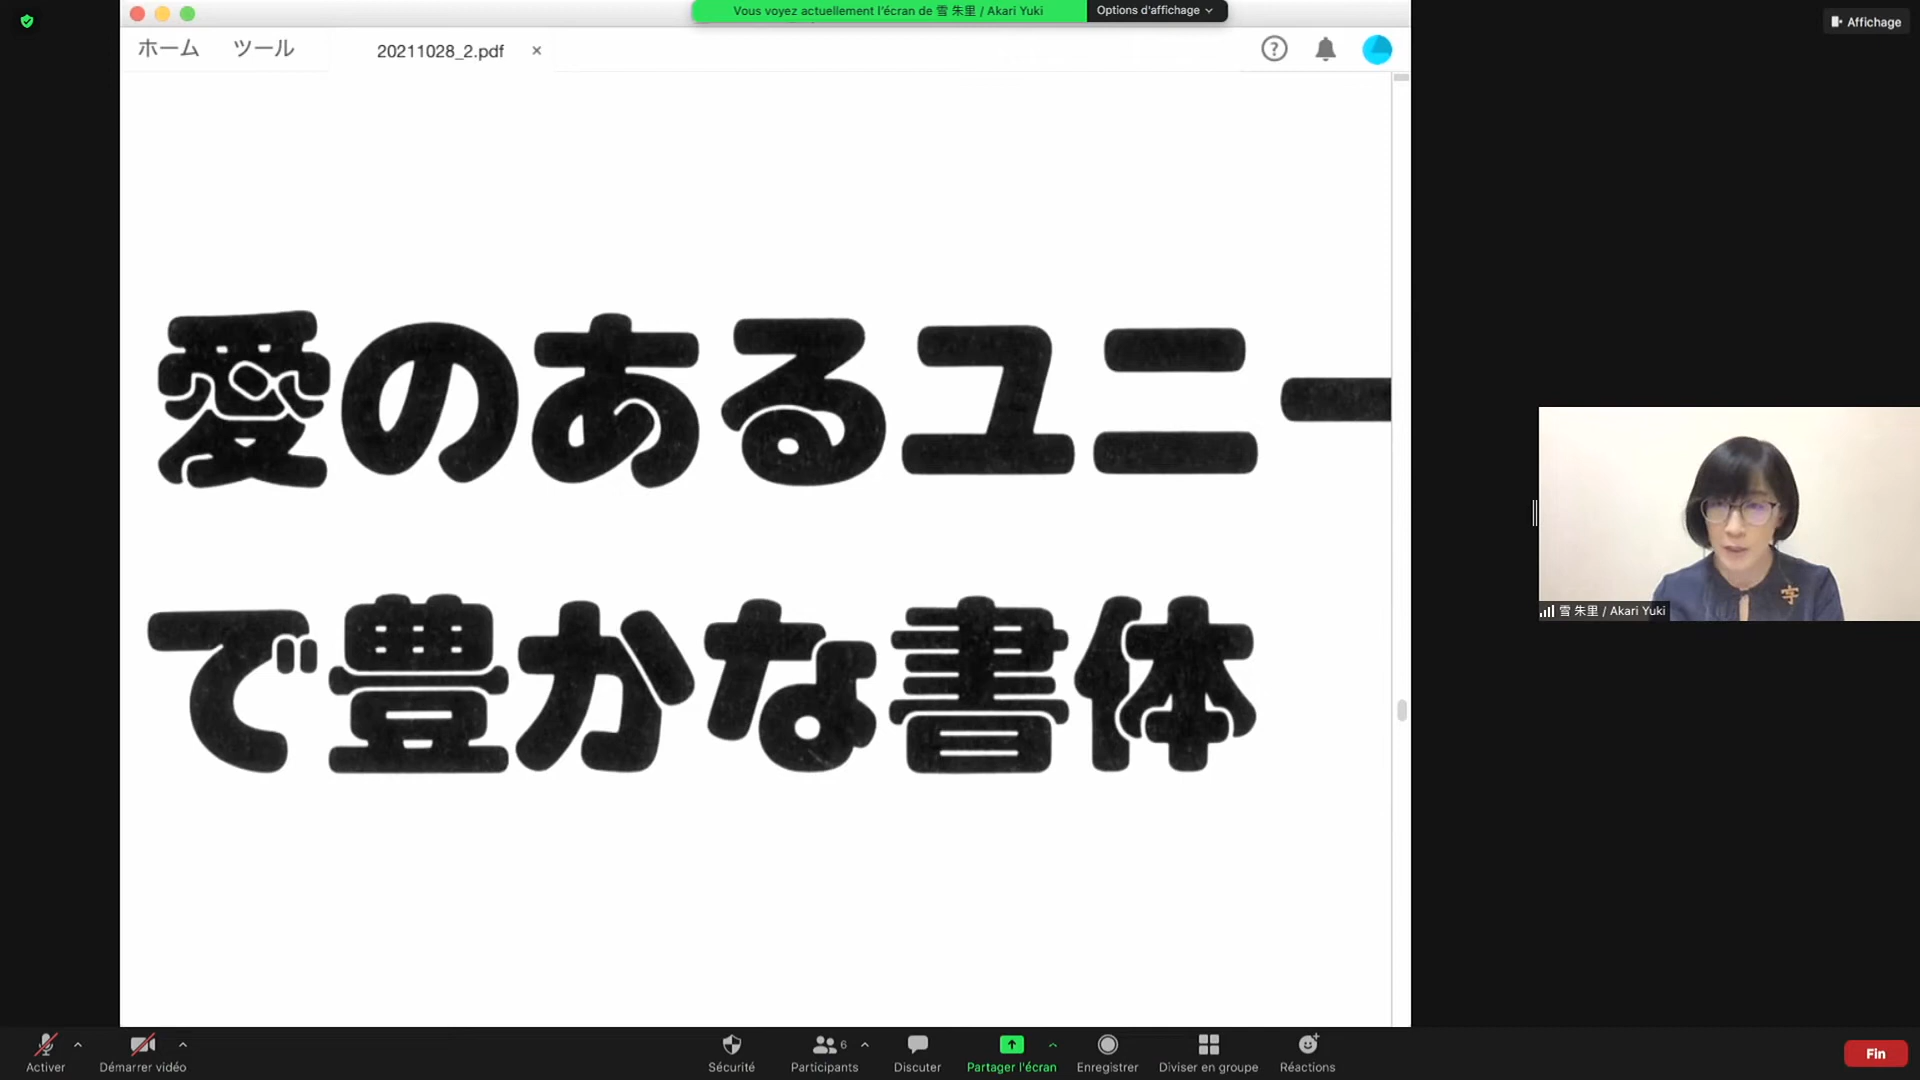 Vous voyez actuellement l'écran de 雪 朱里 / Akari Yuki
Options d'affichage
Affichage
ホーム
ツール
20211028_2.pdf
愛のあるユニー
で豊かな書体
字
雪 朱里 / Akari Yuki
Activer
Démarrer vidéo
Sécurité
6
Participants
Discuter
Partager l'écran
Enregistrer
Diviser en groupe
Réactions
Fin